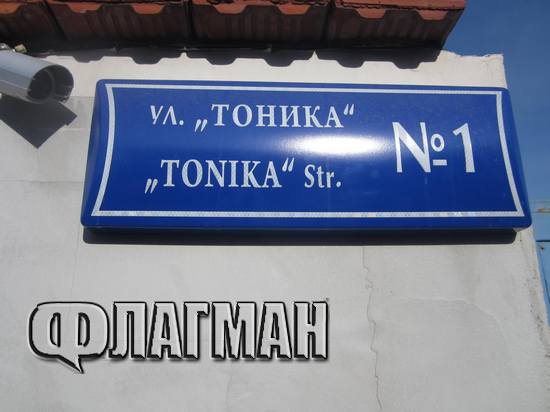 ул. „ТОНИКА“
„TONIKA“ Str.
№1
ФЛАГМАН